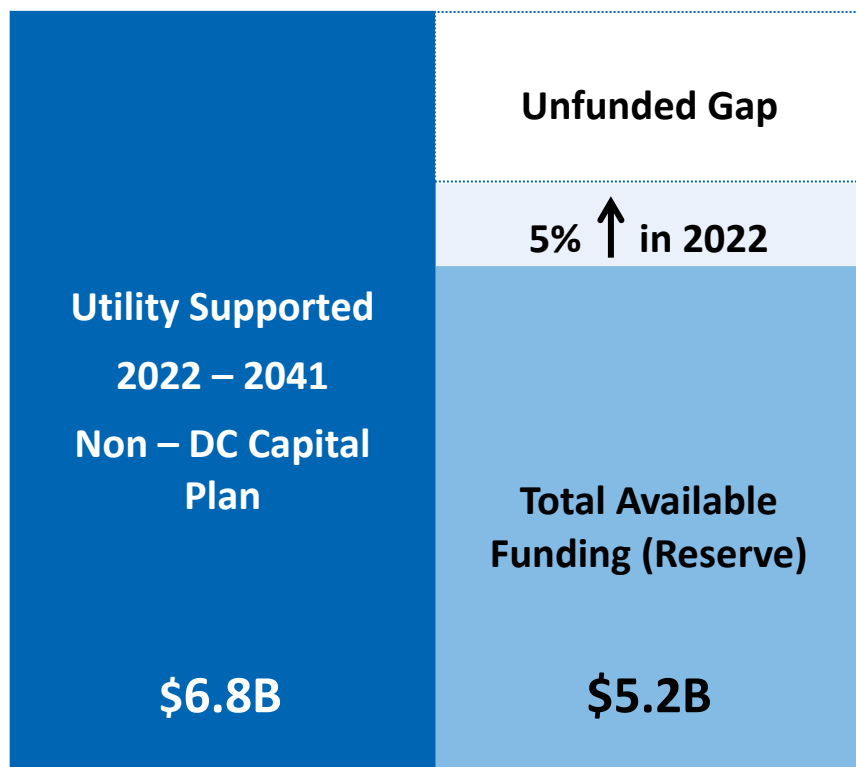 Utility Supported
2022 – 2041
Non – DC Capital
Plan
$6.8B
Unfunded Gap
5% ↑ in 2022
Total Available
Funding (Reserve)
$5.2B